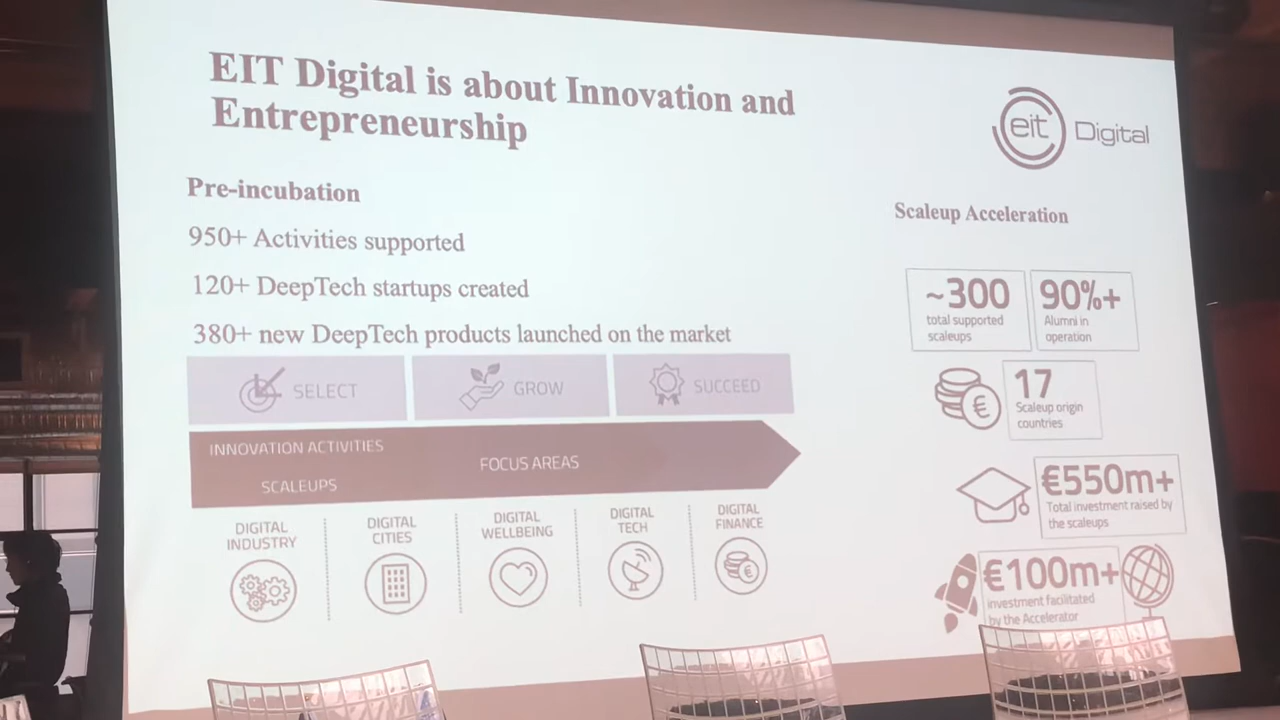 EIT Digital is about Innovation and
Entrepreneurship
eit Digital
Pre-incubation
950+ Activities supported
120+ DeepTech startups created
380+ new DeepTech products launched on the market
SELECT
GROW
SUCCEED
INNOVATION ACTIVITIES
FOCUS AREAS
SCALEUPS
DIGITAL
INDUSTRY
DIGITAL
CITIES
DIGITAL
WELLBEING
DIGITAL
TECH
DIGITAL
FINANCE
Scaleup Acceleration
~300
total supported
scaleups
90%+
Alumni in
operation
17
Scaleup origin
countries
€550m+
Total investment raised by
the scaleups
€100m+
investment facilitated
by the Accelerator